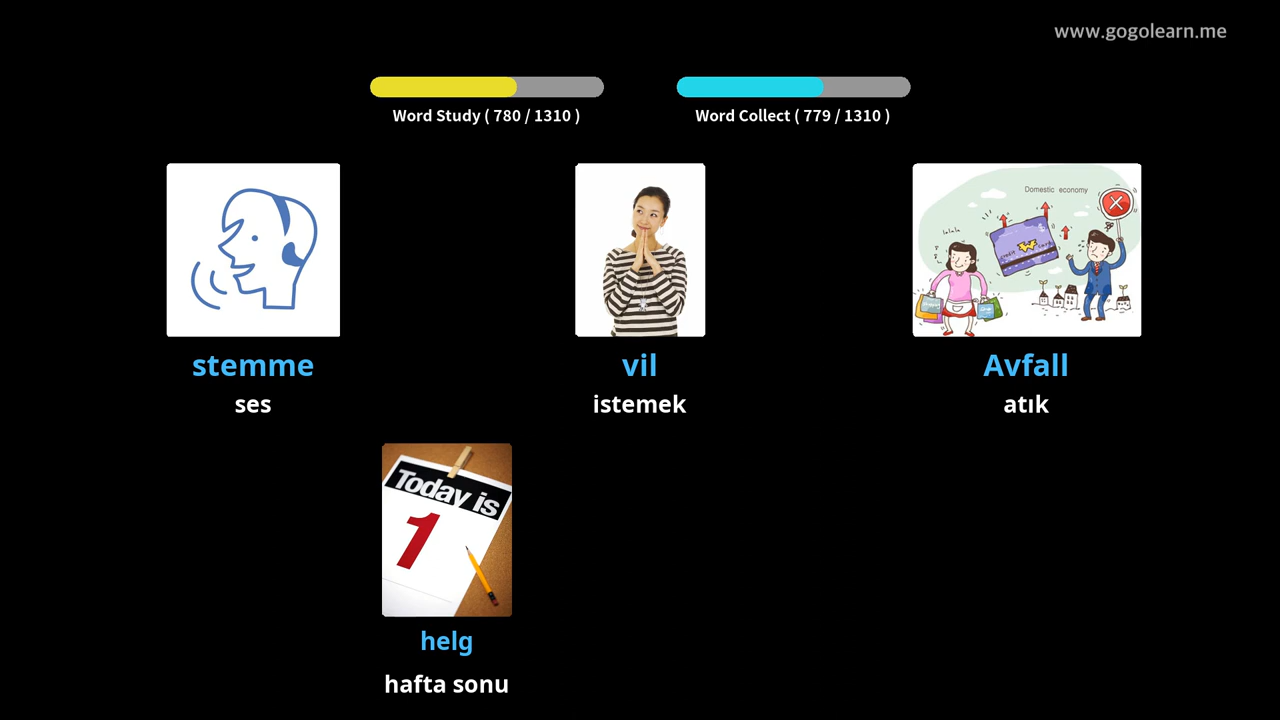 www.gogolearn.me
Word Study ( 780 / 1310 )
Word Collect ( 779 / 1310 )
Domestic economy
lalala
stemme
vil
Avfall
ses
istemek
atık
Today is
1
helg
hafta sonu